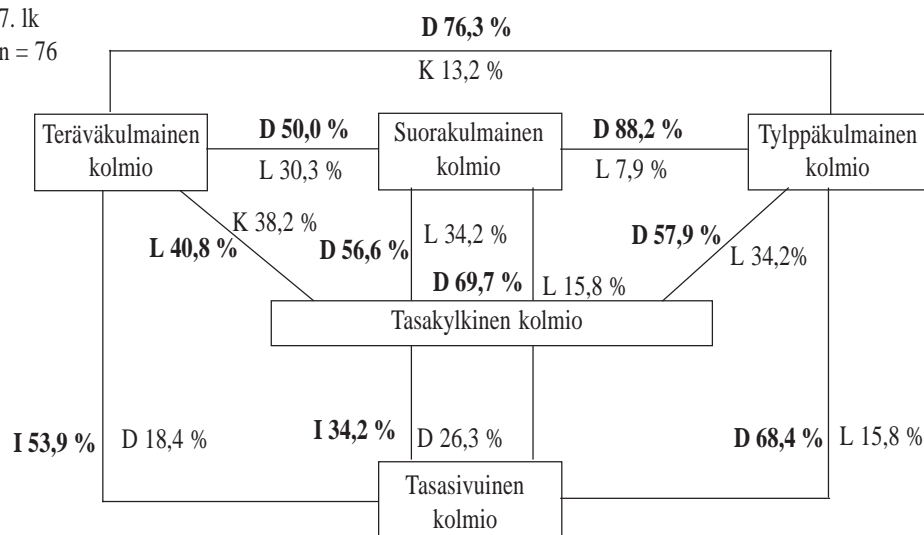 7. lk
n = 76
D 76,3 %
K 13,2 %
Teräväkulmainen
kolmio
D 50,0 %
L 30,3 %
Suorakulmainen
kolmio
D 88,2 %
L 7,9 %
Tylppäkulmainen
kolmio
K 38,2 %
L 40,8 %
D 56,6 %
L 34,2 %
D 69,7 %
L 15,8 %
D 57,9 %
L 34,2%
Tasakylkinen kolmio
I 53,9 %
D 18,4 %
I 34,2 %
D 26,3 %
D 68,4 %
L 15,8 %
Tasasivuinen
kolmio